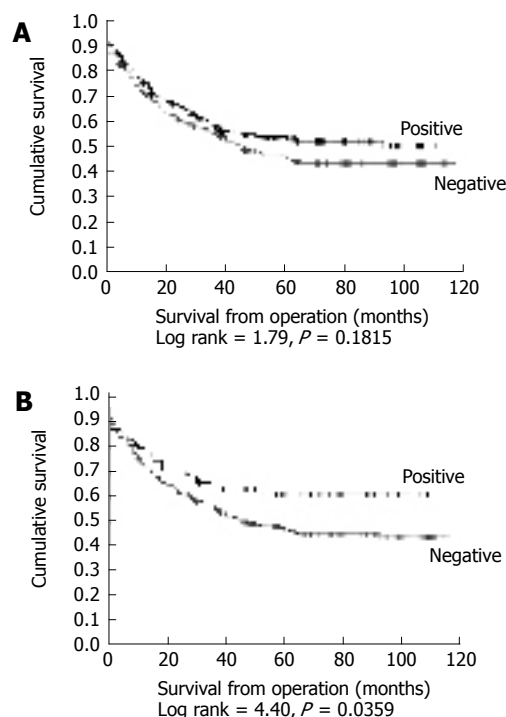 A
Cumulative survival
1.0
0.9
0.8
0.7
0.6
0.5
0.4
0.3
0.2
0.1
0.0
Positive
Negative
0 20 40 60 80 100 120
Survival from operation (months)
Log rank = 1.79, P = 0.1815
B
Cumulative survival
1.0
0.9
0.8
0.7
0.6
0.5
0.4
0.3
0.2
0.1
0.0
Positive
Negative
0 20 40 60 80 100 120
Survival from operation (months)
Log rank = 4.40, P = 0.0359